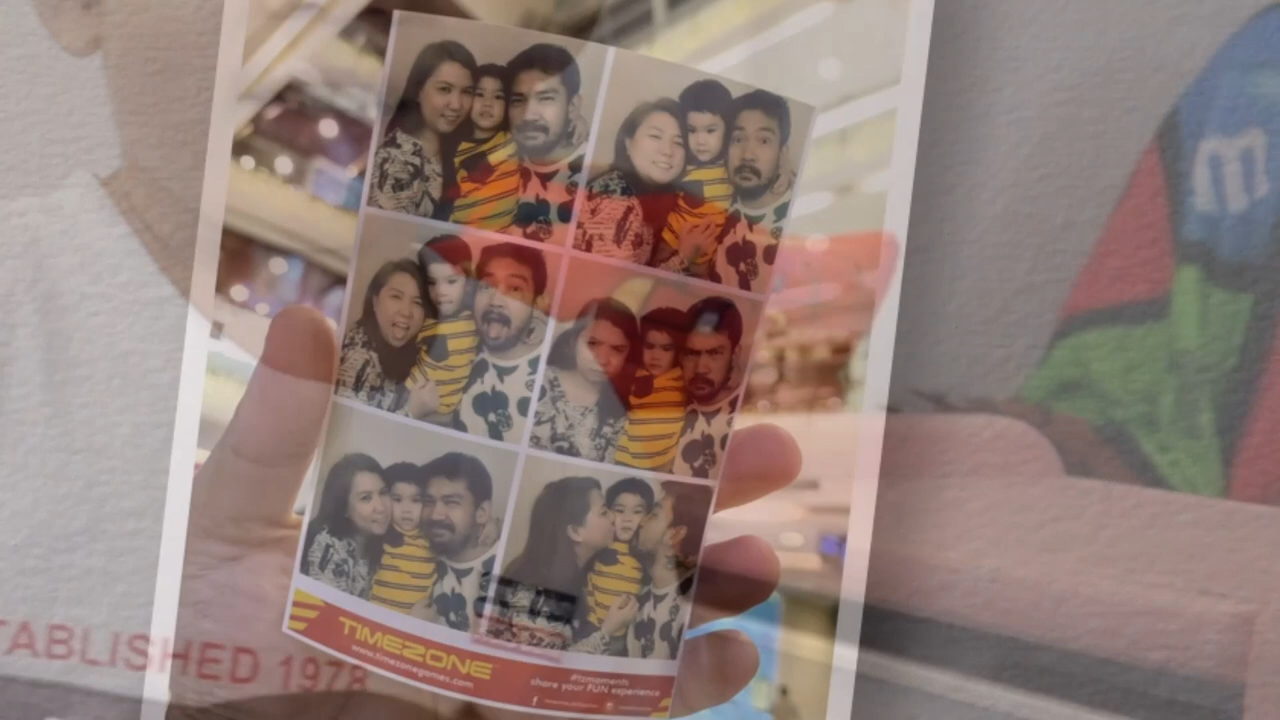 m
TABLISHED 1978
TIMEZONE
www.timezonegames.com
#tzmoments
share your FUN experience